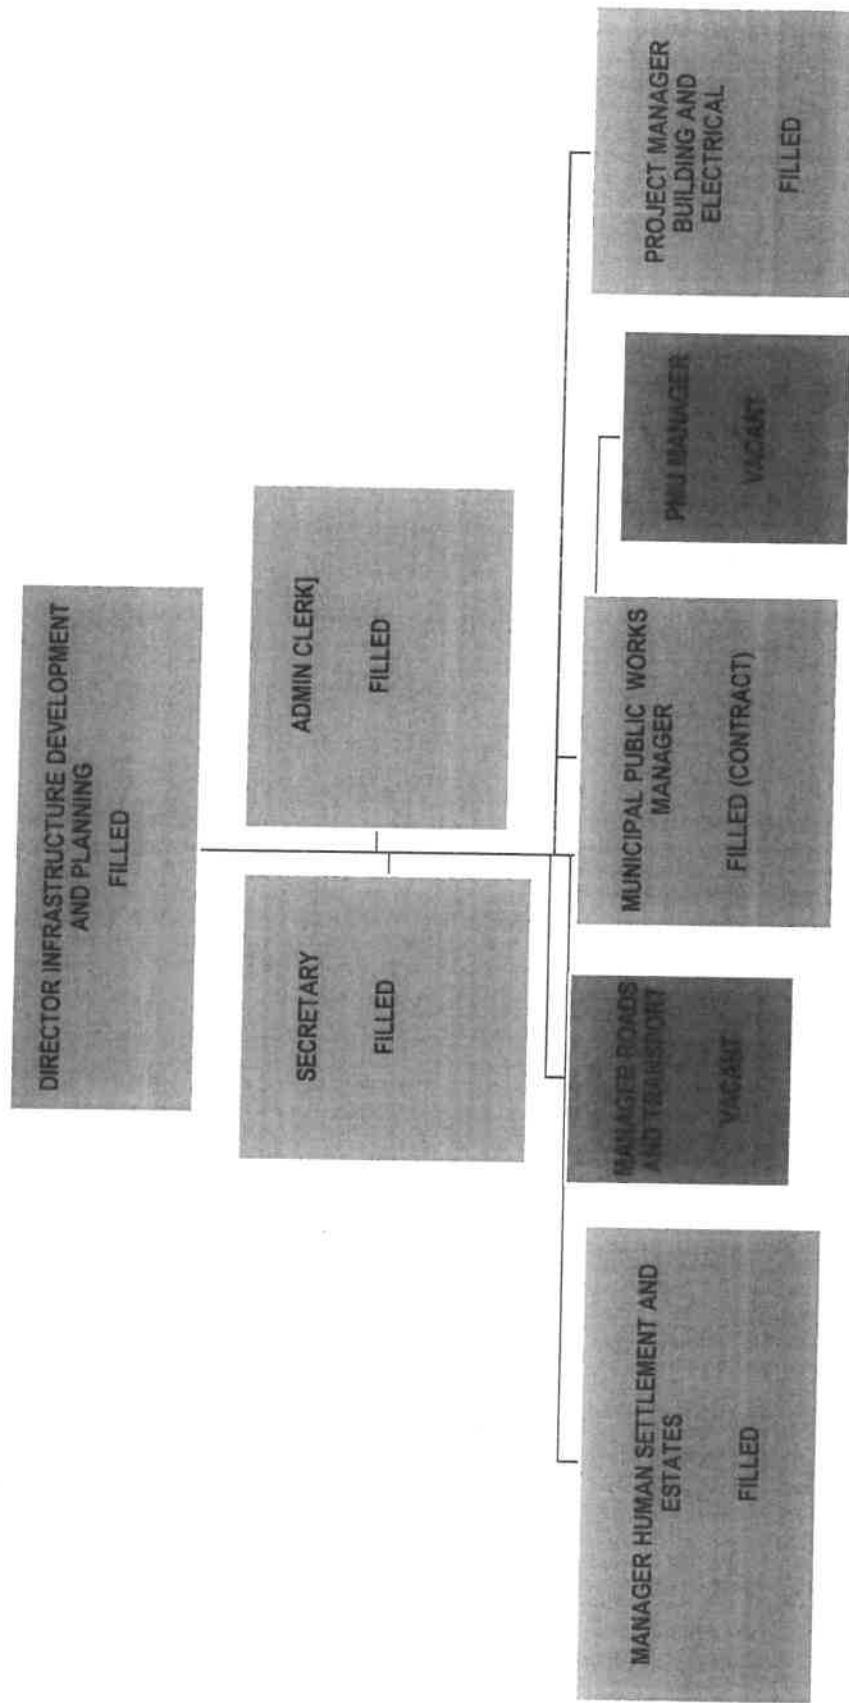 DIRECTOR INFRASTRUCTURE DEVELOPMENT
AND PLANNING
FILLED
SECRETARY
FILLED
ADMIN CLERK]
FILLED
MANAGER HUMAN SETTLEMENT AND
ESTATES
FILLED
MANAGER ROADS
AND TRANSPORT
VACANT
MUNICIPAL PUBLIC WORKS
MANAGER
FILLED (CONTRACT)
PMU MANAGER
VACANT
PROJECT MANAGER
BUILDING AND
ELECTRICAL
FILLED